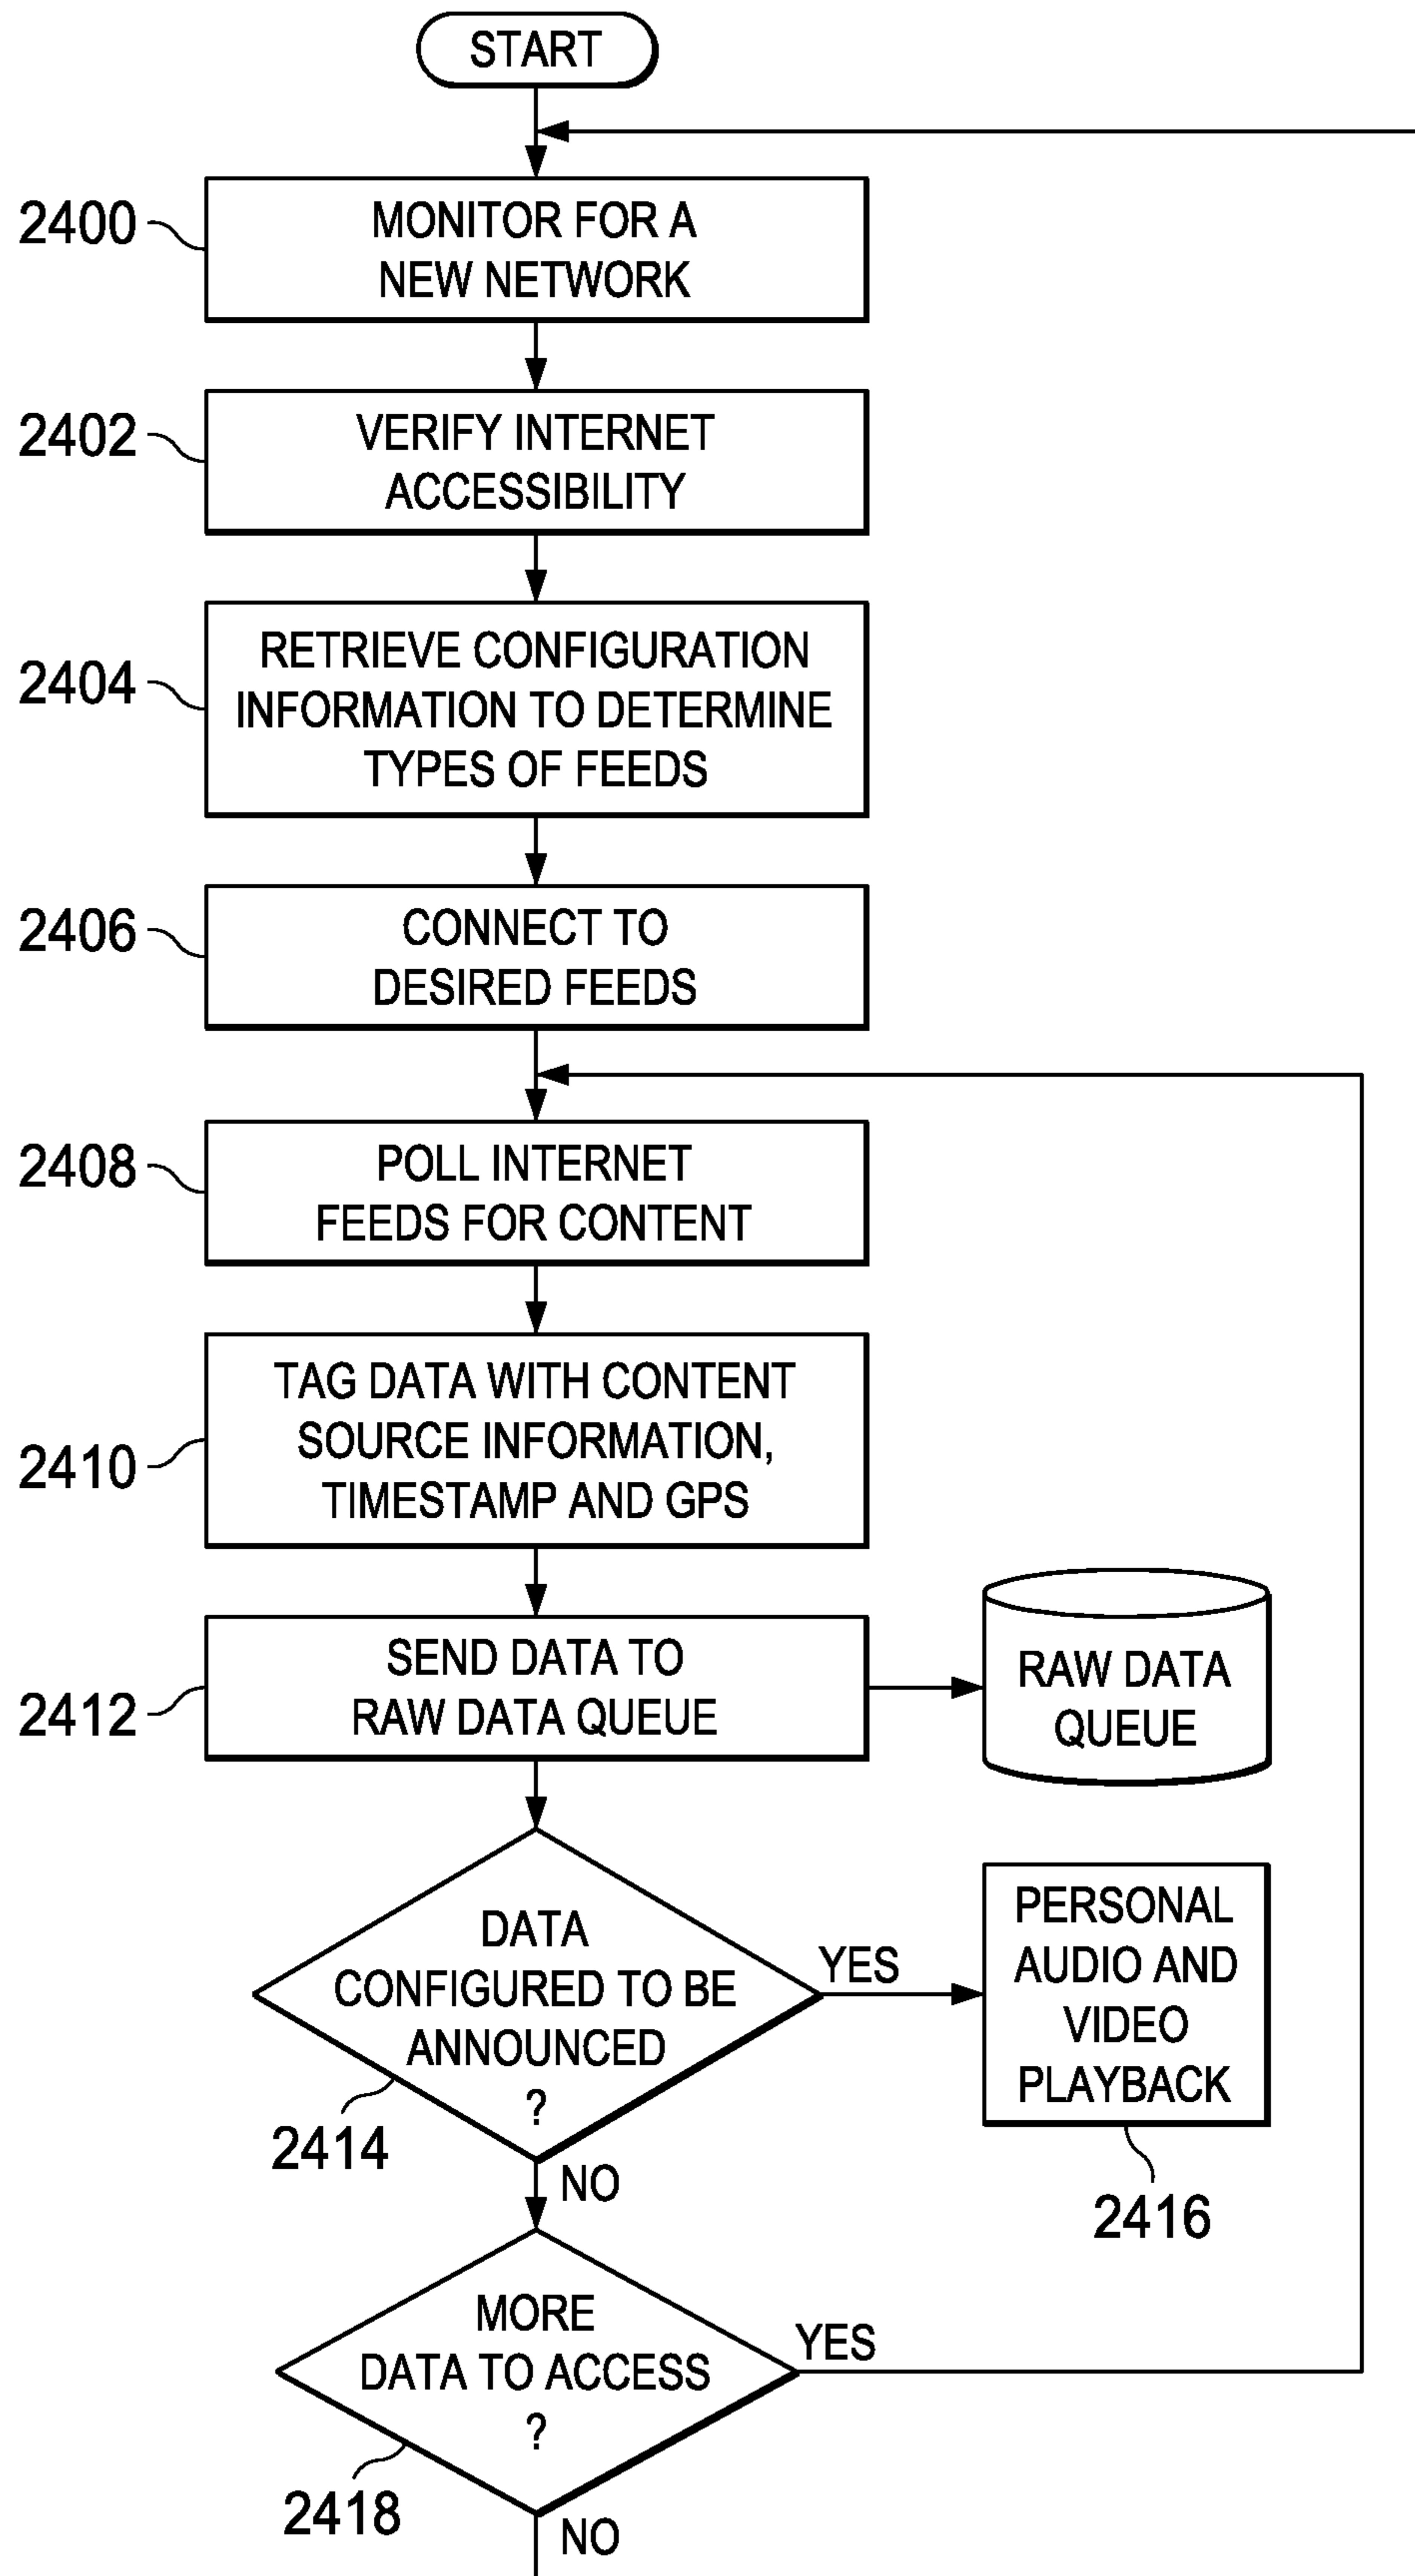 START
2400
MONITOR FOR A
NEW NETWORK
2402
VERIFY INTERNET
ACCESSIBILITY
2404
RETRIEVE CONFIGURATION
INFORMATION TO DETERMINE
TYPES OF FEEDS
2406
CONNECT TO
DESIRED FEEDS
2408
POLL INTERNET
FEEDS FOR CONTENT
2410
TAG DATA WITH CONTENT
SOURCE INFORMATION,
TIMESTAMP AND GPS
2412
SEND DATA TO
RAW DATA QUEUE
RAW DATA
QUEUE
DATA
CONFIGURED TO BE
ANNOUNCED
?
2414
YES
NO
PERSONAL
AUDIO AND
VIDEO
PLAYBACK
2416
MORE
DATA TO ACCESS
?
2418
YES
NO